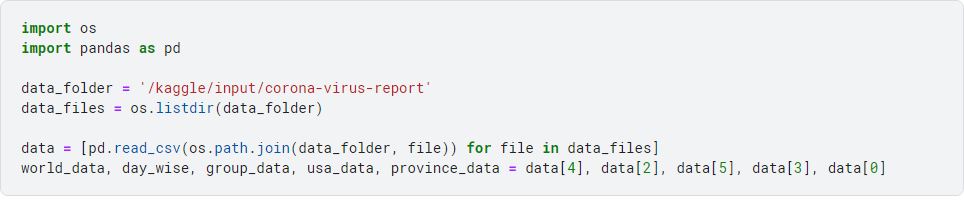 import os
import pandas as pd
data_folder = '/kaggle/input/corona-virus-report'
data_files = os.listdir(data_folder)
data = [pd.read_csv(os.path.join(data_folder, file)) for file in data_files]
world_data, day_wise, group_data, usa_data, province_data = data[4], data[2], data[5], data[3], data[0]